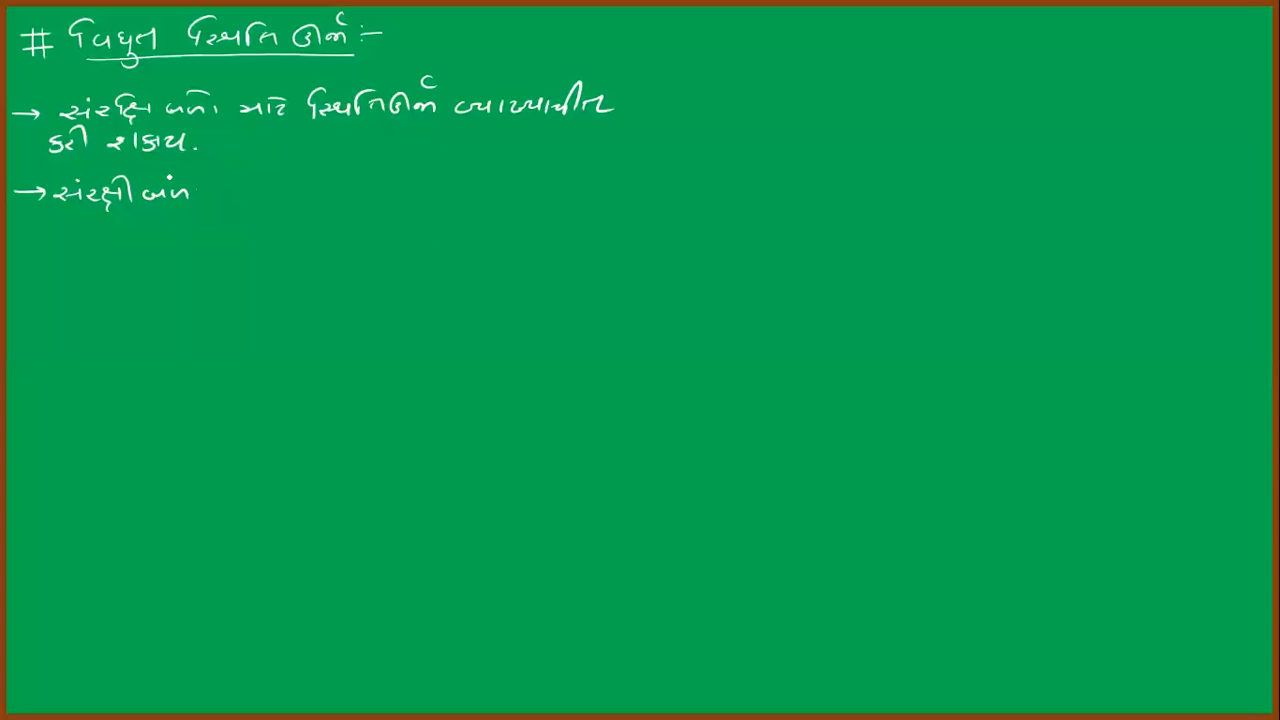 # વિદ્યુત સ્થિતિઊર્જા :-
→ સંરક્ષિ બળો માટે સ્થિતિઊર્જા વ્યાખ્યાયીત
કરી શકાય.
→ સંરક્ષી બળ